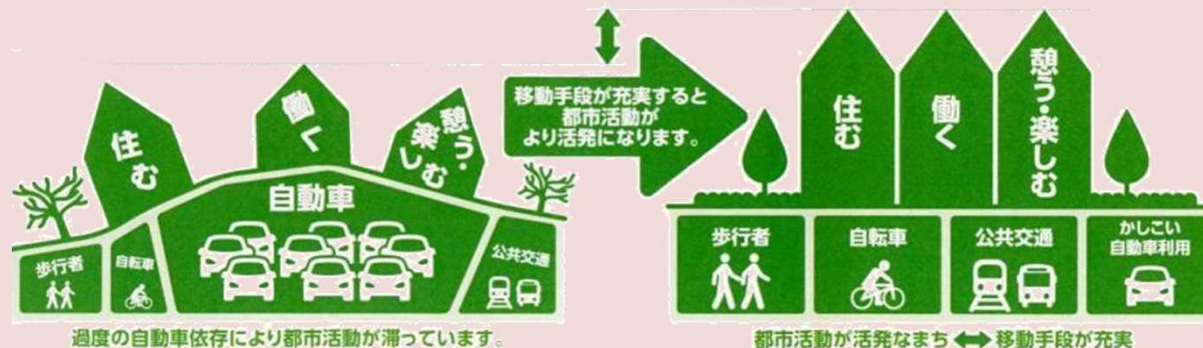 住む
働く
憩う・
楽しむ
自動車
歩行者
自転車
公共交通
過度の自動車依存により都市活動が滞っています。
移動手段が充実すると
都市活動が
より活発になります。
住む
働く
憩う・楽しむ
歩行者
自転車
公共交通
かしこい
自動車利用
都市活動が活発なまち ↔ 移動手段が充実